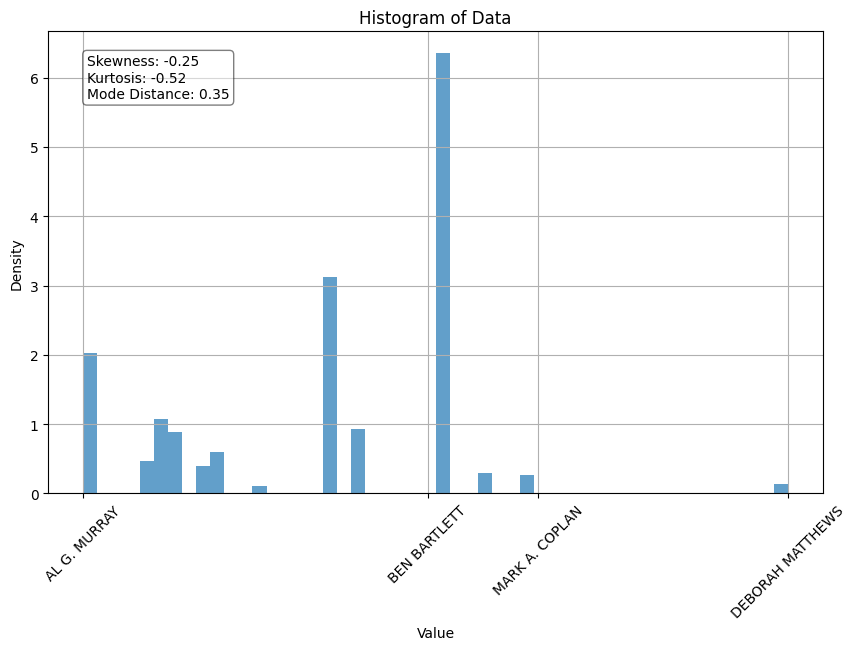 Histogram of Data
Skewness: -0.25
Kurtosis: -0.52
Mode Distance: 0.35
Density
6
5
4
3
2
1
0
AL G. MURRAY
BEN BARTLETT
MARK A. COPLAN
DEBORAH MATTHEWS
Value